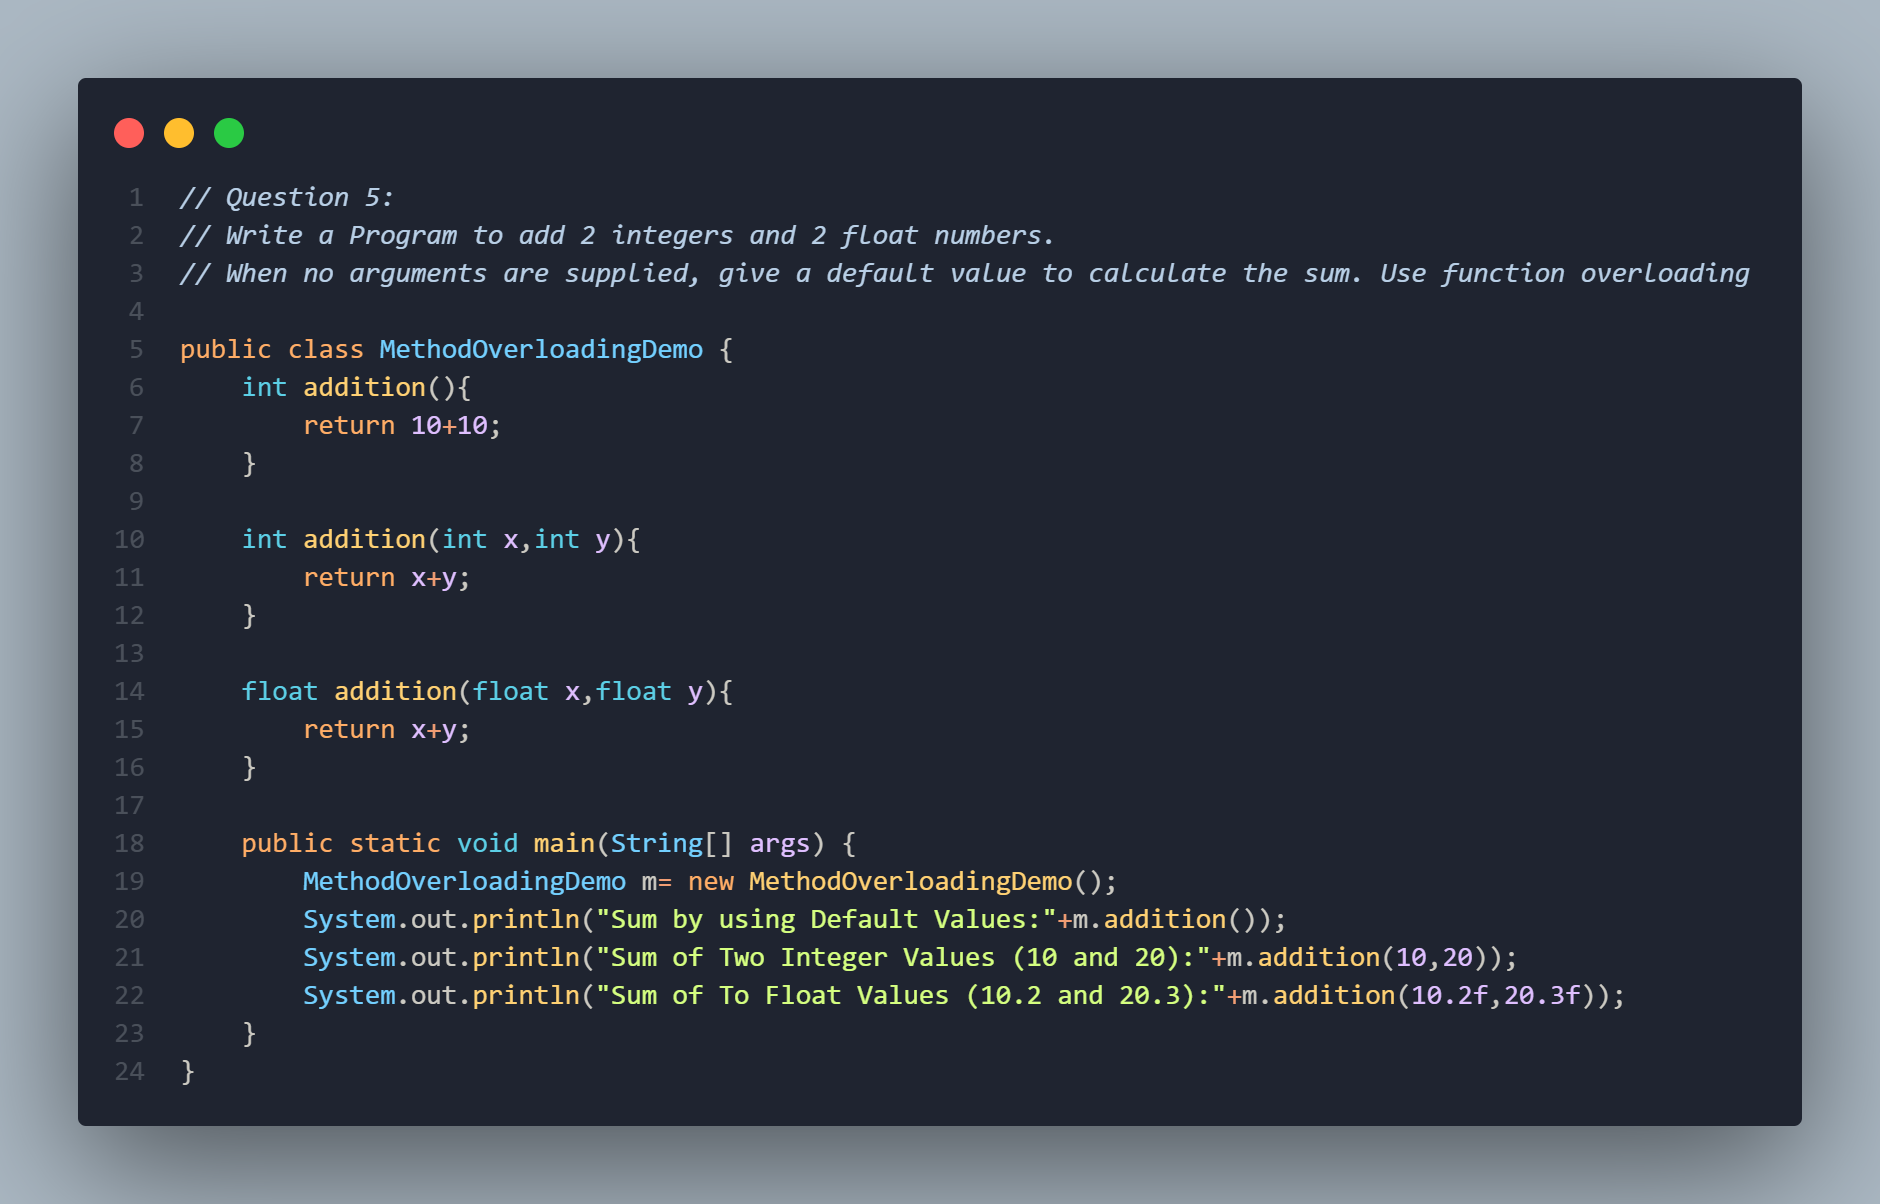 1 // Question 5:
2 // Write a Program to add 2 integers and 2 float numbers.
3 // When no arguments are supplied, give a default value to calculate the sum. Use function overloading
4
5 public class MethodOverloadingDemo {
6     int addition(){
7         return 10+10;
8     }
9
10     int addition(int x,int y){
11         return x+y;
12     }
13
14     float addition(float x,float y){
15         return x+y;
16     }
17
18     public static void main(String[] args) {
19         MethodOverloadingDemo m= new MethodOverloadingDemo();
20         System.out.println("Sum by using Default Values:"+m.addition());
21         System.out.println("Sum of Two Integer Values (10 and 20):"+m.addition(10,20));
22         System.out.println("Sum of To Float Values (10.2 and 20.3):"+m.addition(10.2f,20.3f));
23     }
24 }